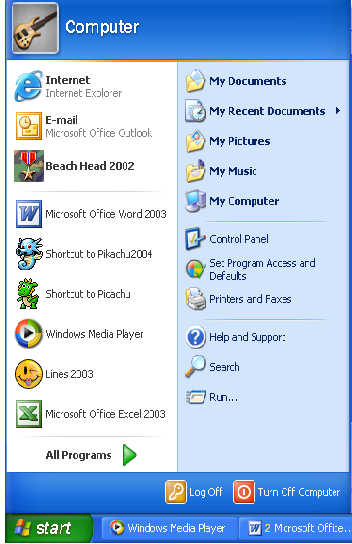 Computer
Internet
Internet Explorer
E-mail
Microsoft Office Outlook
Beach Head 2002
Microsoft Office Word 2003
Shortcut to Pikachu2004
Shortcut to Picachu
Windows Media Player
Lines 2003
Microsoft Office Excel 2003
All Programs
My Documents
My Recent Documents
My Pictures
My Music
My Computer
Control Panel
Set Program Access and
Defaults
Printers and Faxes
Help and Support
Search
Run...
Log Off
Turn Off Computer
start
Windows Media Player
2 Microsoft Office...